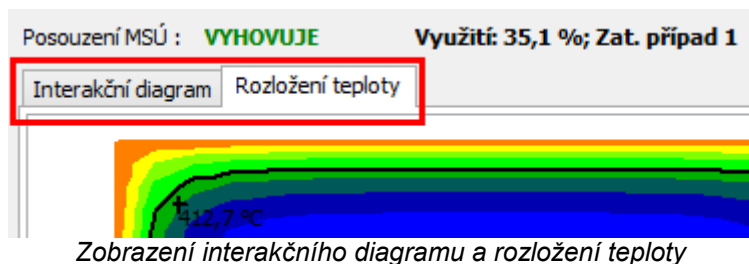 Posouzení MSÚ : VYHOVUJE Využití: 35,1 %; Zat. případ 1
Interakční diagram Rozložení teploty
412,7 °C
Zobrazení interakčního diagramu a rozložení teploty